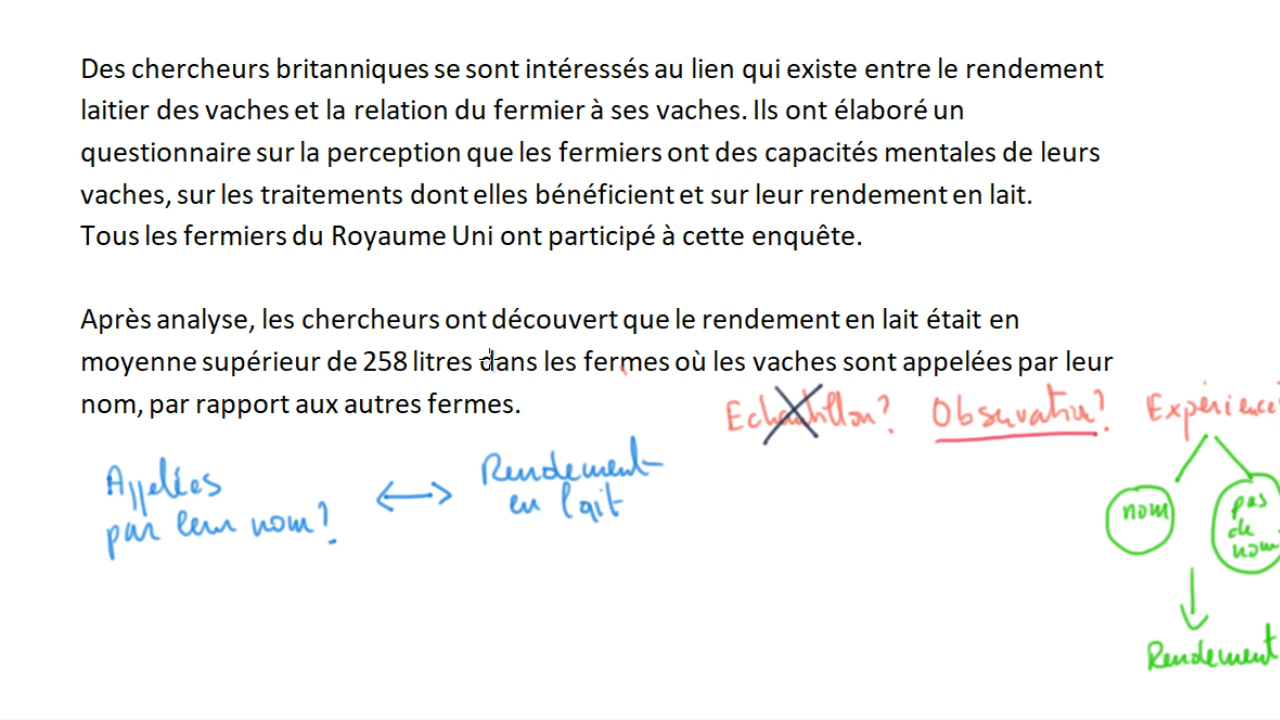 Des chercheurs britanniques se sont intéressés au lien qui existe entre le rendement
laitier des vaches et la relation du fermier à ses vaches. Ils ont élaboré un
questionnaire sur la perception que les fermiers ont des capacités mentales de leurs
vaches, sur les traitements dont elles bénéficient et sur leur rendement en lait.
Tous les fermiers du Royaume Uni ont participé à cette enquête.
Après analyse, les chercheurs ont découvert que le rendement en lait était en
moyenne supérieur de 258 litres dans les fermes où les vaches sont appelées par leur
nom, par rapport aux autres fermes.
Echantillon? Observation? Expérience?
Appelées
par leur nom?
Rendement
en lait
nom
pas
de
nom
Rendement